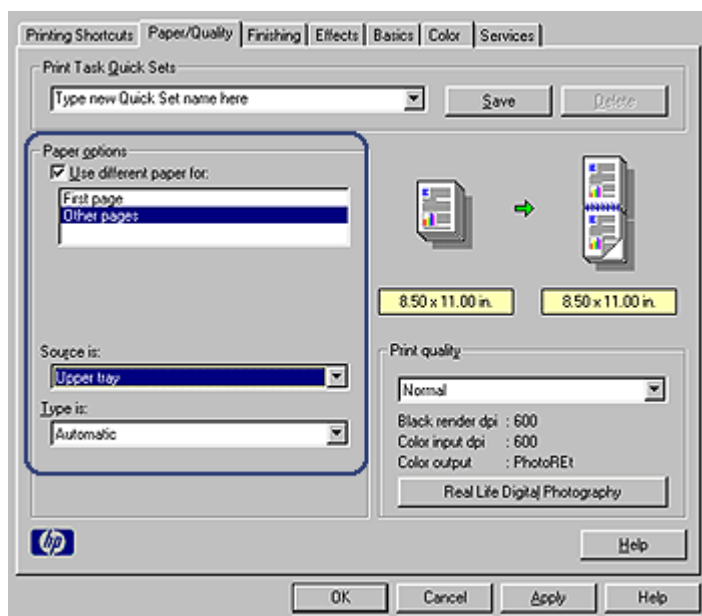 Printing Shortcuts Paper/Quality Finishing Effects Basics Color Services
Print Task Quick Sets
Type new Quick Set name here Save Delete
Paper options
Use different paper for:
First page
Other pages
8.50 x 11.00 in. 8.50 x 11.00 in.
Source is:
Upper tray
Type is:
Automatic
Print quality
Normal
Black render dpi : 600
Color input dpi : 600
Color output : PhotoREt
Real Life Digital Photography
hp
Help
OK Cancel Apply Help